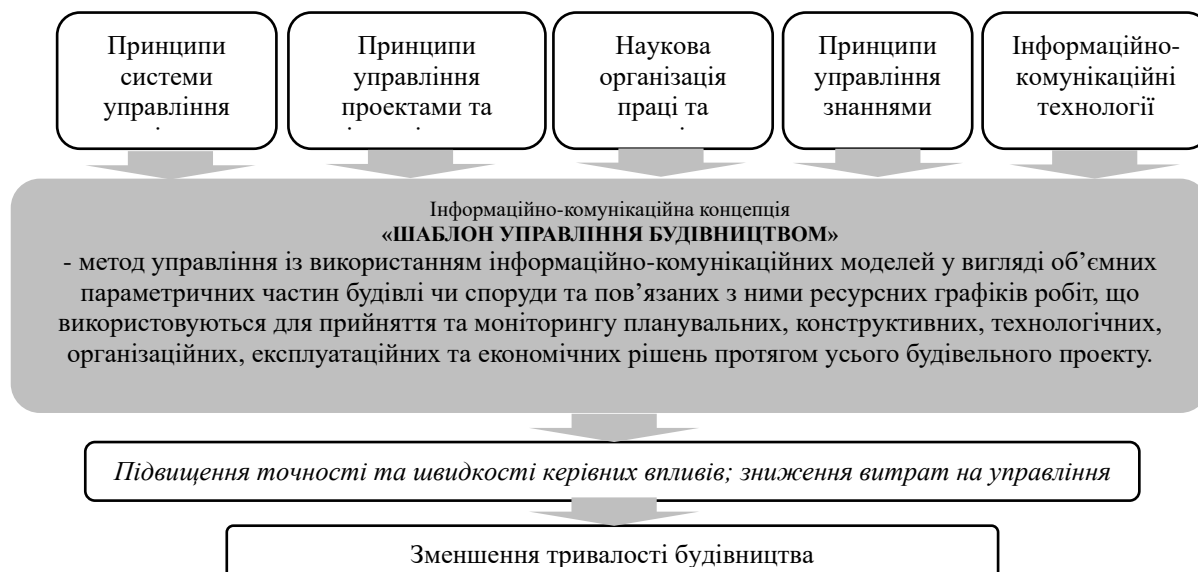 Принципи
системи
управління
Принципи
управління
проектами та
Наукова
організація
праці та
Принципи
управління
знаннями
Інформаційно-
комунікаційні
технології
Інформаційно-комунікаційна концепція
«ШАБЛОН УПРАВЛІННЯ БУДІВНИЦТВОМ»
- метод управління із використанням інформаційно-комунікаційних моделей у вигляді об’ємних
параметричних частин будівлі чи споруди та пов’язаних з ними ресурсних графіків робіт, що
використовуються для прийняття та моніторингу планувальних, конструктивних, технологічних,
організаційних, експлуатаційних та економічних рішень протягом усього будівельного проекту.
Підвищення точності та швидкості керівних впливів; зниження витрат на управління
Зменшення тривалості будівництва